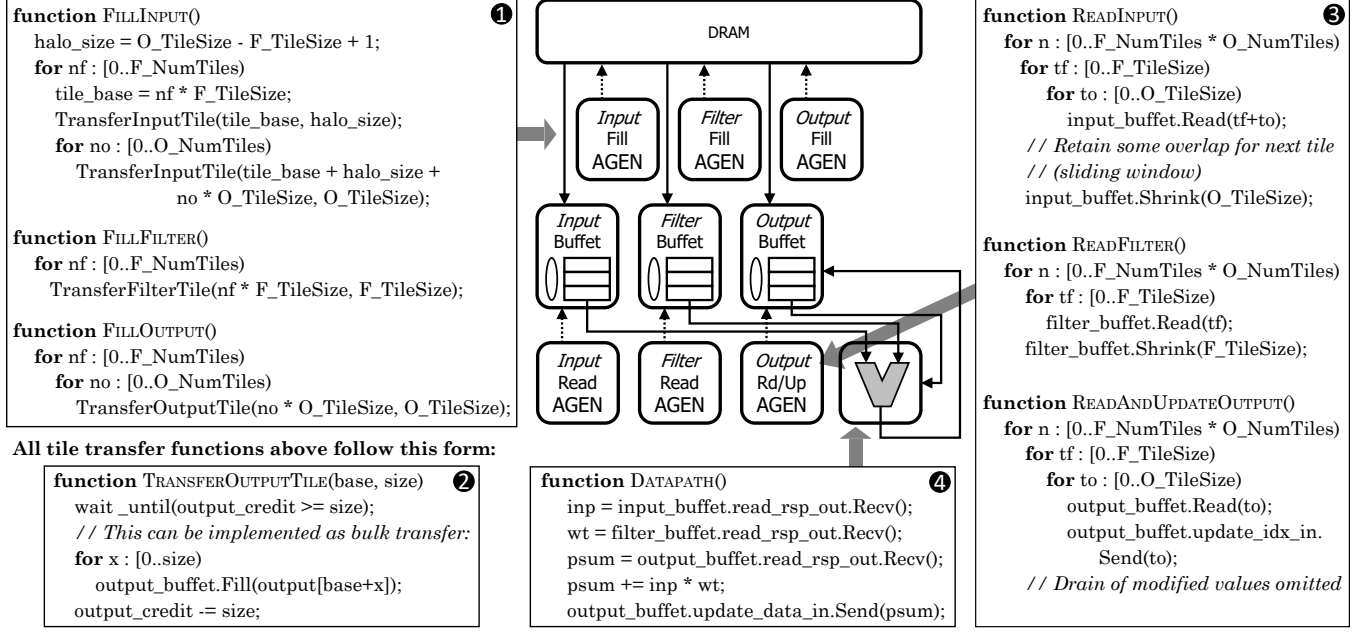 function FILLINPUT()
❶
halo_size = O_TileSize - F_TileSize + 1;
for nf : [0..F_NumTiles)
tile_base = nf * F_TileSize;
TransferInputTile(tile_base, halo_size);
for no : [0..O_NumTiles)
TransferInputTile(tile_base + halo_size +
no * O_TileSize, O_TileSize);
function FILLFILTER()
for nf : [0..F_NumTiles)
TransferFilterTile(nf * F_TileSize, F_TileSize);
function FILLOUTPUT()
for nf : [0..F_NumTiles)
for no : [0..O_NumTiles)
TransferOutputTile(no * O_TileSize, O_TileSize);
All tile transfer functions above follow this form:
function TRANSFEROUTPUTTILE(base, size)
❷
wait _until(output_credit >= size);
// This can be implemented as bulk transfer:
for x : [0..size)
output_buffet.Fill(output[base+x]);
output_credit -= size;
DRAM
Input
Fill
AGEN
Filter
Fill
AGEN
Output
Fill
AGEN
Input
Buffet
Filter
Buffet
Output
Buffet
Input
Read
AGEN
Filter
Read
AGEN
Output
Rd/Up
AGEN
function DATAPATH()
❹
inp = input_buffet.read_rsp_out.Recv();
wt = filter_buffet.read_rsp_out.Recv();
psum = output_buffet.read_rsp_out.Recv();
psum += inp * wt;
output_buffet.update_data_in.Send(psum);
function READINPUT()
❸
for n : [0..F_NumTiles * O_NumTiles)
for tf : [0..F_TileSize)
for to : [0..O_TileSize)
input_buffet.Read(tf+to);
// Retain some overlap for next tile
// (sliding window)
input_buffet.Shrink(O_TileSize);
function READFILTER()
for n : [0..F_NumTiles * O_NumTiles)
for tf : [0..F_TileSize)
filter_buffet.Read(tf);
filter_buffet.Shrink(F_TileSize);
function READANDUPDATEOUTPUT()
for n : [0..F_NumTiles * O_NumTiles)
for tf : [0..F_TileSize)
for to : [0..O_TileSize)
output_buffet.Read(to);
output_buffet.update_idx_in.
Send(to);
// Drain of modified values omitted